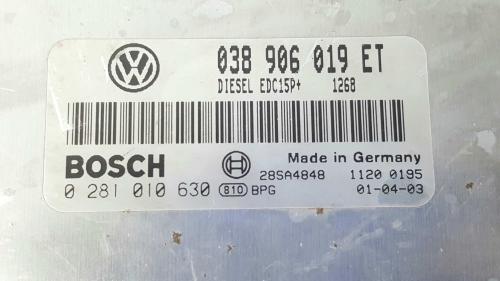 VW
038 906 019 ET
DIESEL EDC15P+ 1268
BOSCH
Made in Germany
0 281 010 630 810 BPG
28SA4848 1120 0195
01-04-03